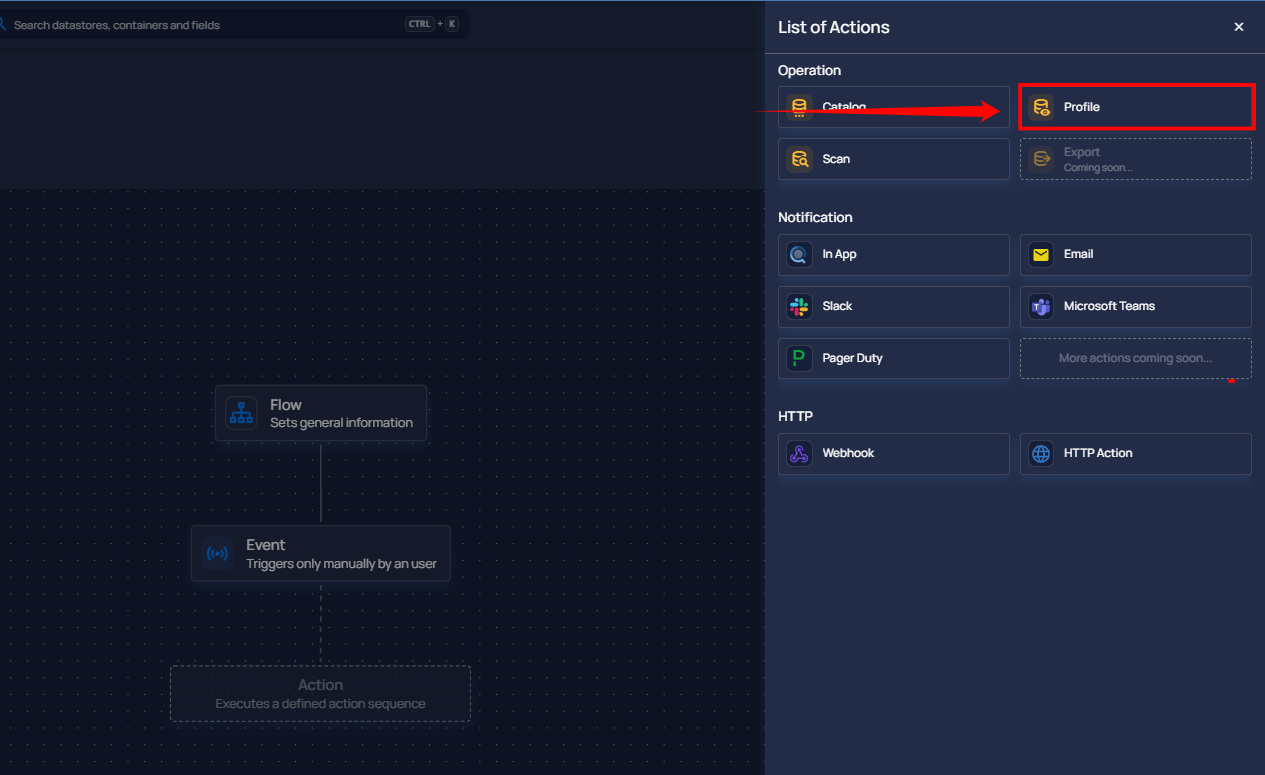 Search datastores, containers and fields
CTRL + K
List of Actions
Operation
Catalog
Profile
Scan
Export
Coming soon...
Notification
In App
Email
Slack
Microsoft Teams
Pager Duty
More actions coming soon...
HTTP
Webhook
HTTP Action
Flow
Sets general information
Event
Triggers only manually by an user
Action
Executes a defined action sequence